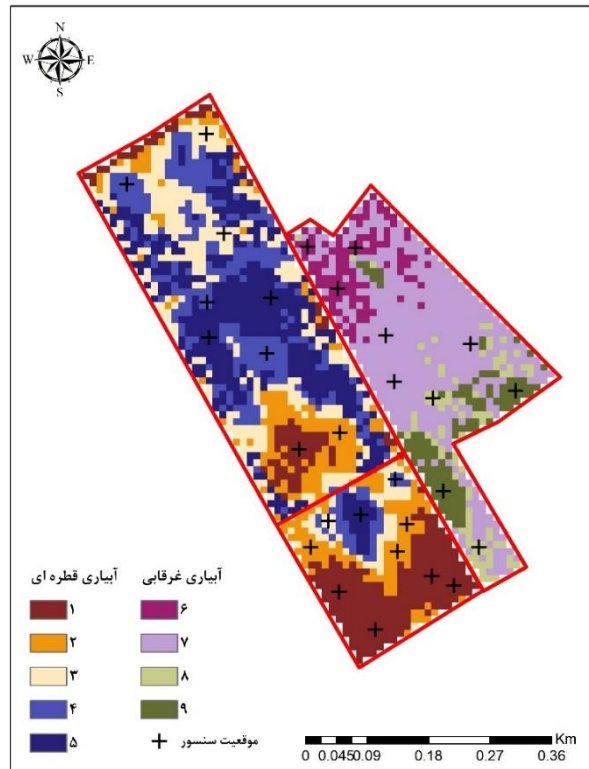 N
W E
S
آبیاری قطره ای
۱
۲
۳
۴
۵
آبیاری غرقابی
۶
۷
۸
۹
موقعیت سنسور
Km
0 0.045 0.09 0.18 0.27 0.36